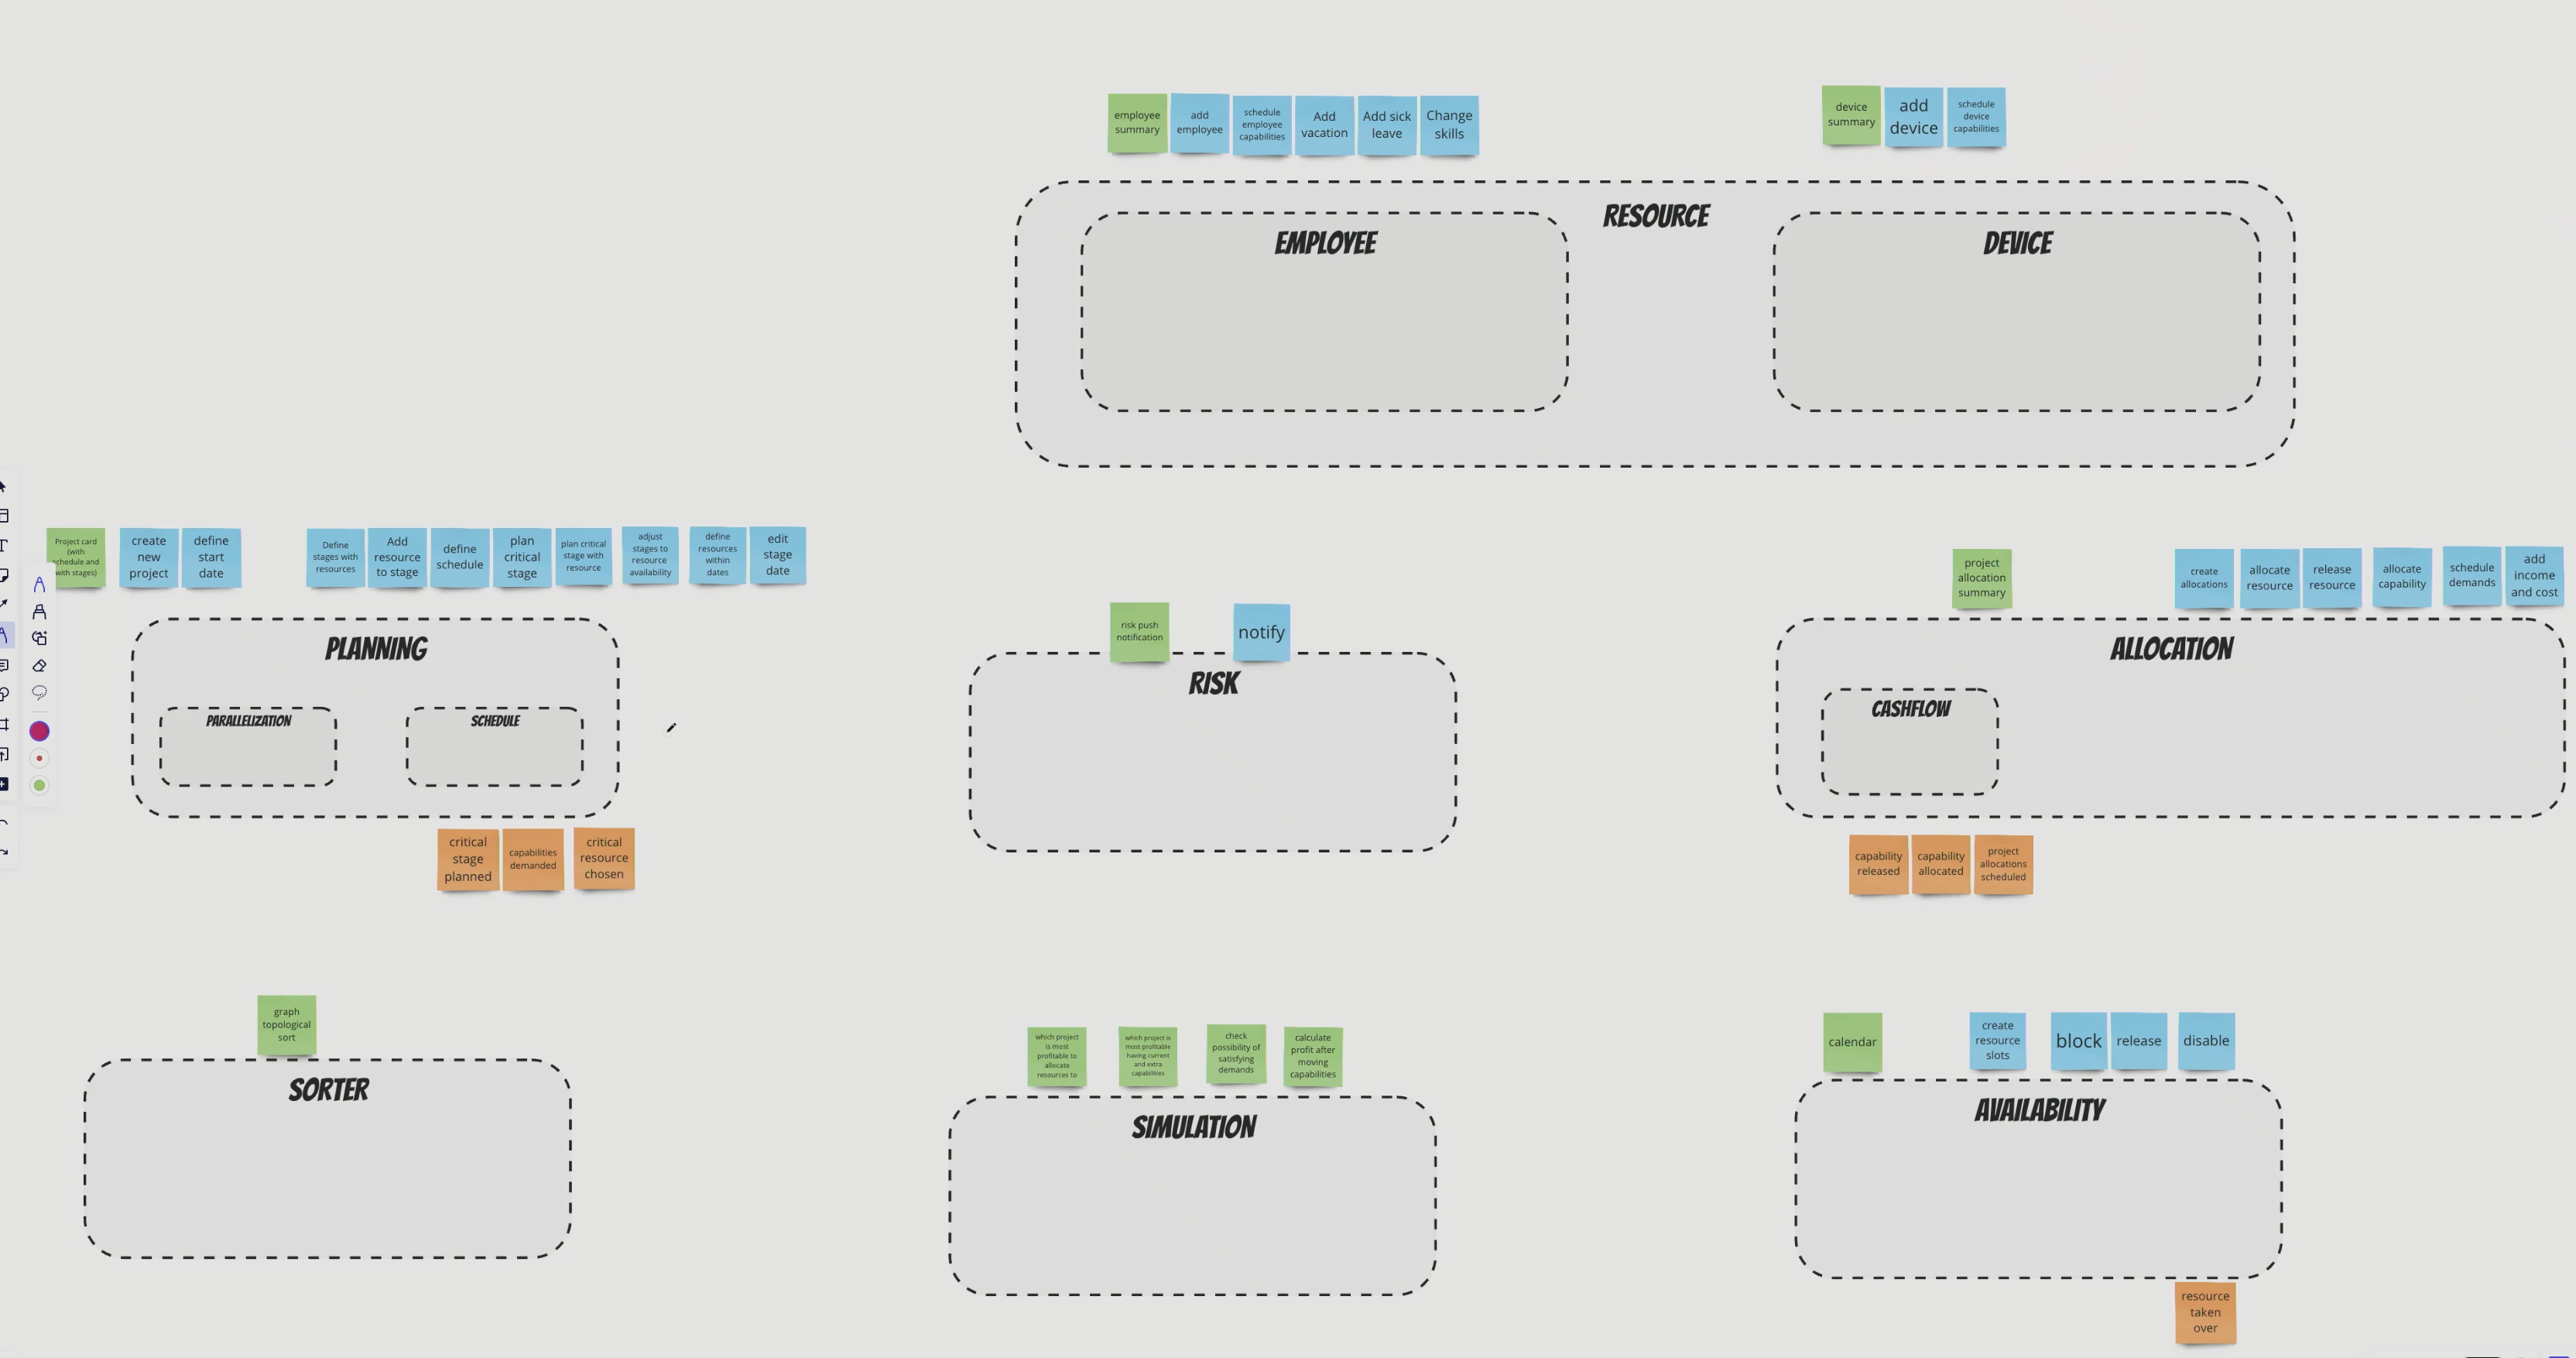 employee
summary
add
employee
schedule
employee
capabilities
Add
vacation
Add sick
leave
Change
skills
device
summary
add
device
schedule
device
capabilities
RESOURCE
EMPLOYEE
DEVICE
Project card
(with
schedule and
with stages)
create
new
project
define
start
date
Define
stages with
resources
Add
resource
to stage
define
schedule
plan
critical
stage
plan critical
stage with
resource
adjust
stages to
resource
availability
define
resources
within
dates
edit
stage
date
PLANNING
PARALLELIZATION
SCHEDULE
critical
stage
planned
capabilities
demanded
critical
resource
chosen
risk push
notification
notify
RISK
project
allocation
summary
create
allocations
allocate
resource
release
resource
allocate
capability
schedule
demands
add
income
and cost
ALLOCATION
CASHFLOW
capability
released
capability
allocated
project
allocations
scheduled
graph
topological
sort
SORTER
which project
is most
profitable to
allocate
resources to
which project is
most profitable
having current
and extra
capabilities
check
possibility of
satisfying
demands
calculate
profit after
moving
capabilities
SIMULATION
calendar
create
resource
slots
block
release
disable
AVAILABILITY
resource
taken
over